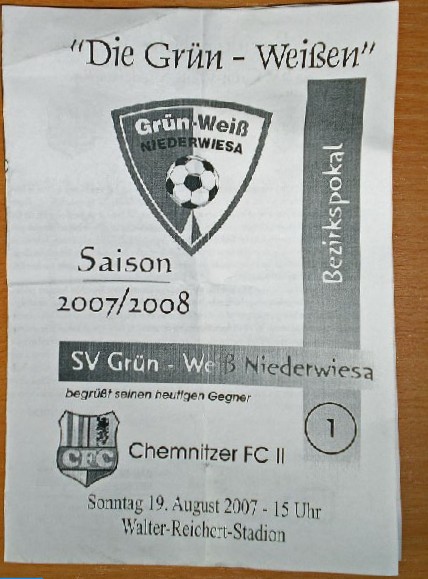 "Die Grün - Weißen"
Grün-Weiß
NIEDERWIESA
Bezirkspokal
Saison
2007/2008
SV Grün - Weiß Niederwiesa
begrüßt seinen heutigen Gegner
1
CFC
Chemnitzer FC II
Sonntag 19. August 2007 - 15 Uhr
Walter-Reichert-Stadion